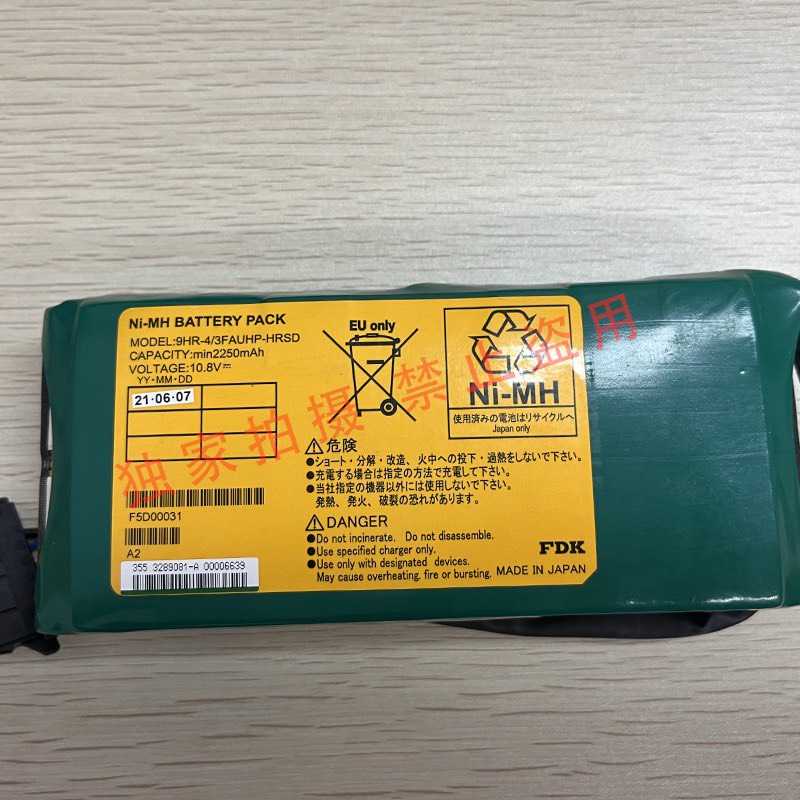 Ni-MH BATTERY PACK
MODEL:9HR-4/3FAUHP-HRSD
CAPACITY:min2250mAh
VOLTAGE:10.8V⎓
YY・MM・DD
21・06・07
F5D00031
A2
355 3289081-A 00006639
EU only
Ni-MH
使用済みの電池はリサイクルへ
Japan only
⚠危険
●ショート・分解・改造、火中への投下・過熱をしないで下さい。
●充電する場合は指定の方法で充電して下さい。
●当社指定の機器以外には使用しないで下さい。
発熱、発火、破裂の恐れがあります。
⚠DANGER
●Do not incinerate. Do not disassemble.
●Use specified charger only.
●Use only with designated devices.
May cause overheating, fire or bursting.
FDK
MADE IN JAPAN
独家拍摄 禁止盗用